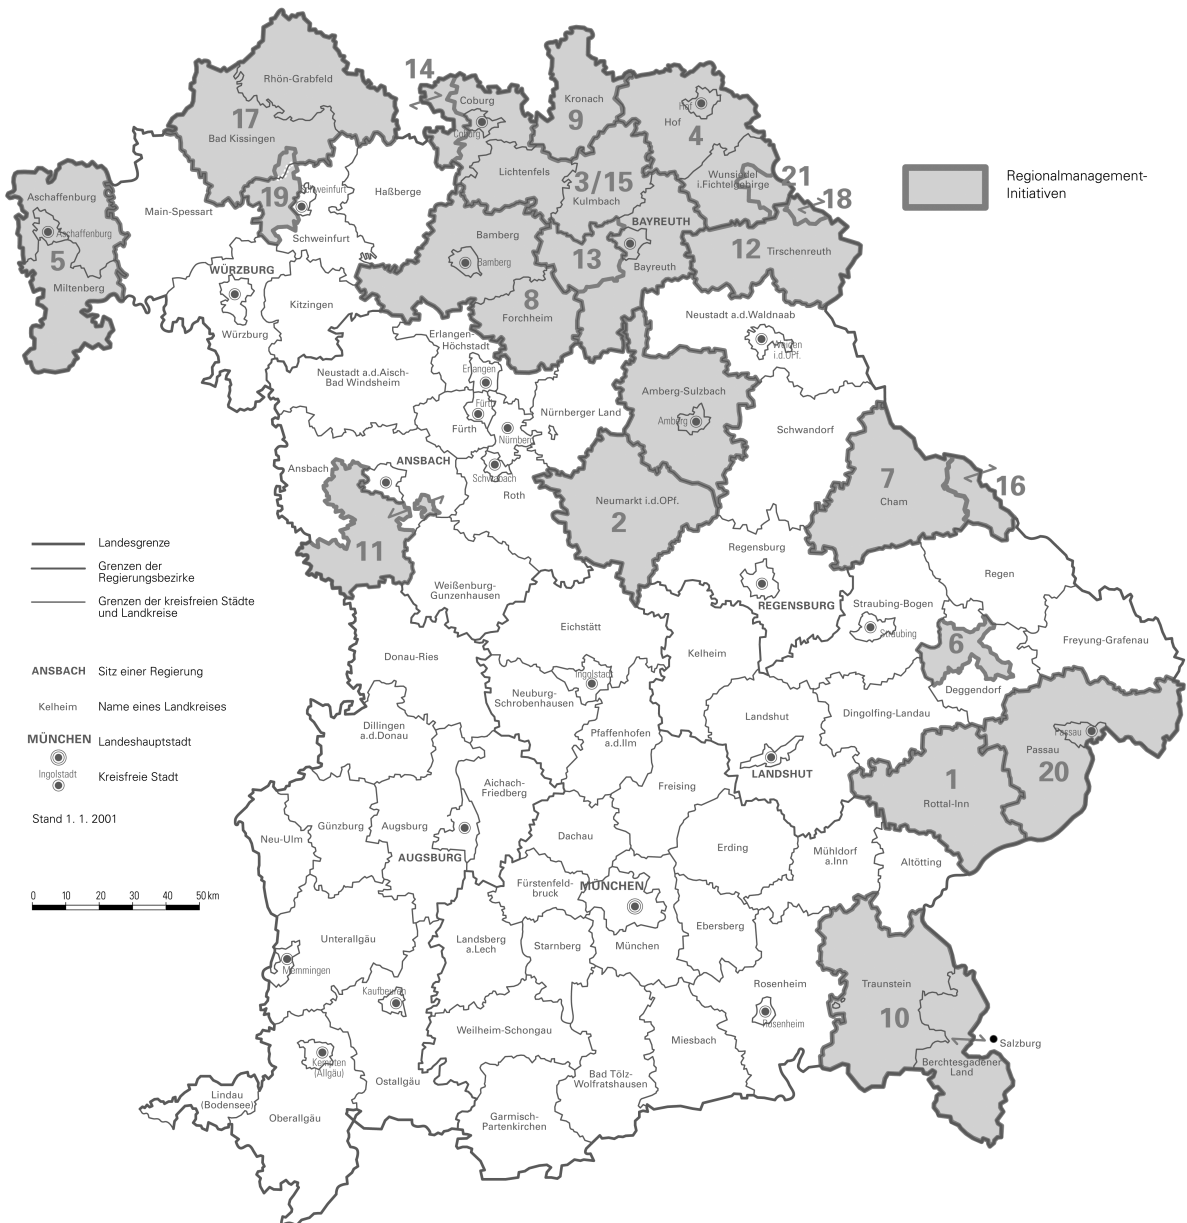 Rhön-Grabfeld
17
Bad Kissingen
14
Coburg
Coburg
Kronach
9
Hof
Hof
4
Aschaffenburg
Aschaffenburg
5
Miltenberg
Main-Spessart
19
Schweinfurt
Schweinfurt
Haßberge
Lichtenfels
3/15
Kulmbach
Wunsiedel
i.Fichtelgebirge
21
18
BAYREUTH
Bayreuth
13
12
Tirschenreuth
Bamberg
Bamberg
8
Forchheim
WÜRZBURG
Würzburg
Kitzingen
Neustadt a.d.Waldnaab
Weiden
i.d.OPf.
Erlangen-
Höchstadt
Erlangen
Neustadt a.d.Aisch-
Bad Windsheim
Fürth
Fürth
Nürnberg
Nürnberger Land
Amberg-Sulzbach
Amberg
Schwandorf
Ansbach
ANSBACH
Schwabach
Roth
11
Neumarkt i.d.OPf.
2
7
Cham
16
Regensburg
REGENSBURG
Regen
Straubing-Bogen
Straubing
6
Deggendorf
Freyung-Grafenau
Weißenburg-
Gunzenhausen
Eichstätt
Kelheim
Donau-Ries
Ingolstadt
Neuburg-
Schrobenhausen
Pfaffenhofen
a.d.Ilm
Landshut
LANDSHUT
Dingolfing-Landau
Passau
Passau
20
1
Rottal-Inn
Dillingen
a.d.Donau
Aichach-
Friedberg
Freising
Neu-Ulm
Günzburg
Augsburg
AUGSBURG
Dachau
Erding
Mühldorf
a.Inn
Altötting
Fürstenfeld-
bruck
MÜNCHEN
München
Ebersberg
Unterallgäu
Memmingen
Kaufbeuren
Landsberg
a.Lech
Starnberg
Rosenheim
Rosenheim
Traunstein
10
Salzburg
Berchtesgadener
Land
Weilheim-Schongau
Miesbach
Bad Tölz-
Wolfratshausen
Garmisch-
Partenkirchen
Kempten
(Allgäu)
Ostallgäu
Oberallgäu
Lindau
(Bodensee)
Regionalmanagement-
Initiativen
Landesgrenze
Grenzen der
Regierungsbezirke
Grenzen der kreisfreien Städte
und Landkreise
ANSBACH Sitz einer Regierung
Kelheim Name eines Landkreises
MÜNCHEN Landeshauptstadt
Ingolstadt Kreisfreie Stadt
Stand 1. 1. 2001
0 10 20 30 40 50 km